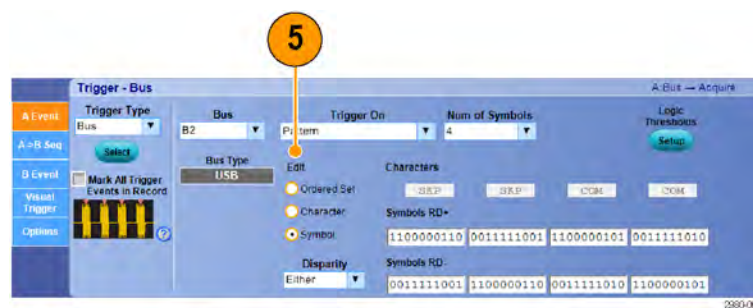 5
Trigger - Bus
A:Bus → Acquire
A Event
A->B Seq
B Event
Visual
Trigger
Options
Trigger Type
Bus
Select
Mark All Trigger
Events in Record
?
Bus
B2
Bus Type
USB
Trigger On
Pattern
Num of Symbols
4
Logic
Thresholds
Setup
Edit
Ordered Set
Character
Symbol
Disparity
Either
Characters
SKP SKP COM COM
Symbols RD+
1100000110 0011111001 1100000101 0011111010
Symbols RD-
0011111001 1100000110 0011111010 1100000101